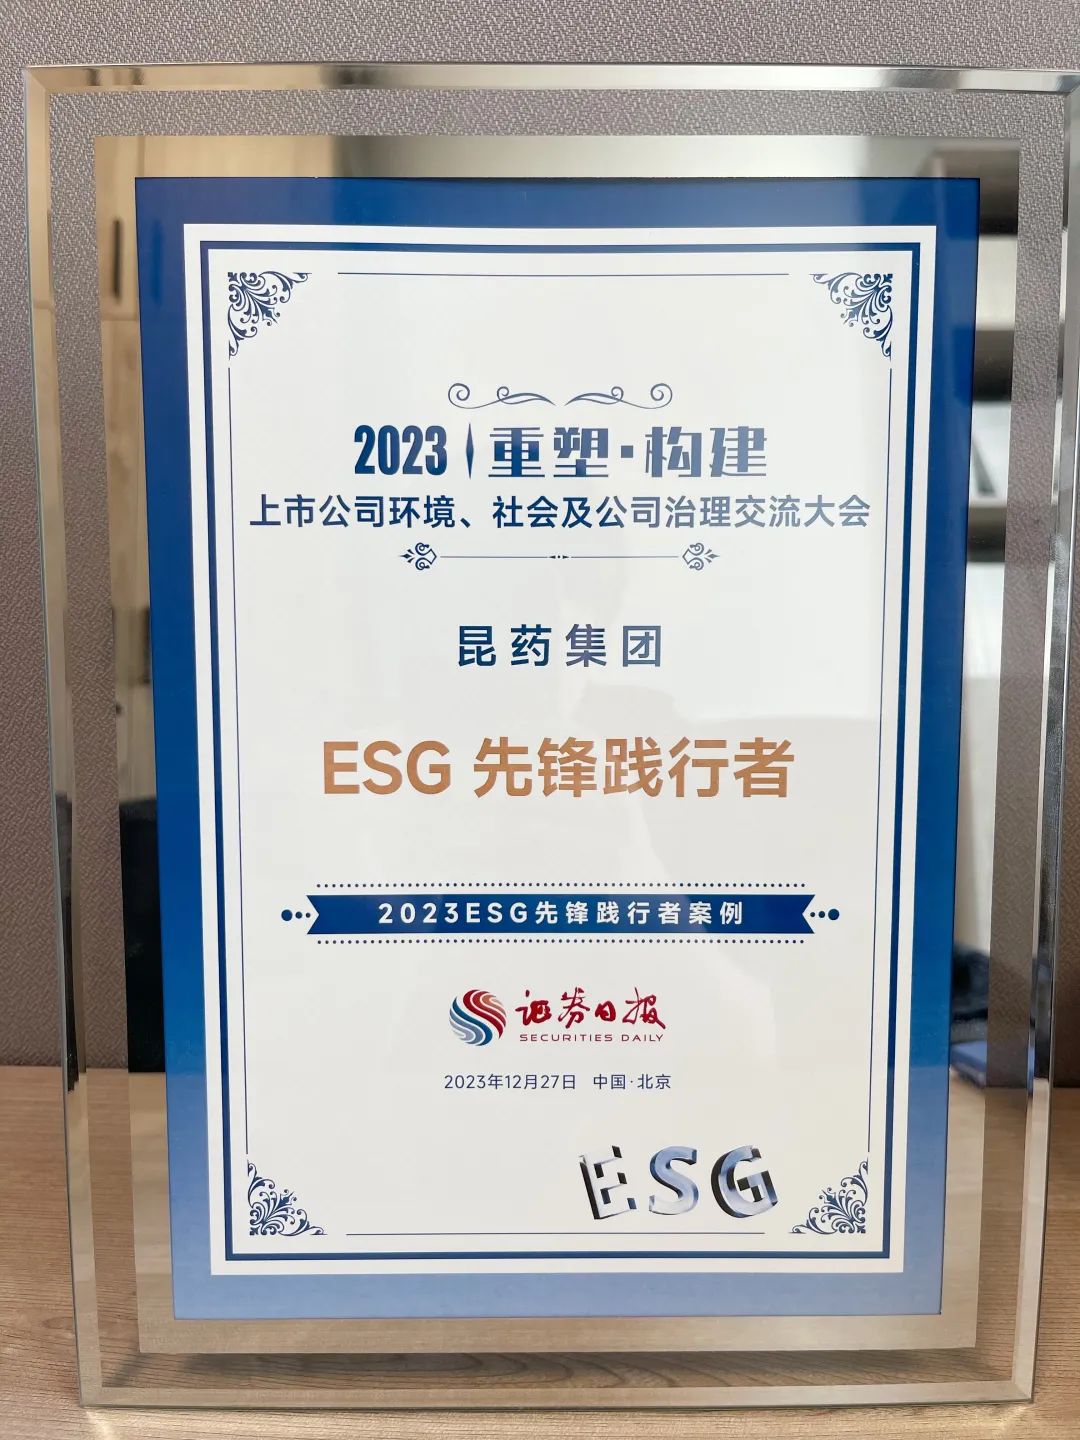 2023 重塑·构建
上市公司环境、社会及公司治理交流大会
昆药集团
ESG 先锋践行者
2023ESG先锋践行者案例
证券日报
SECURITIES DAILY
2023年12月27日 中国·北京
ESG